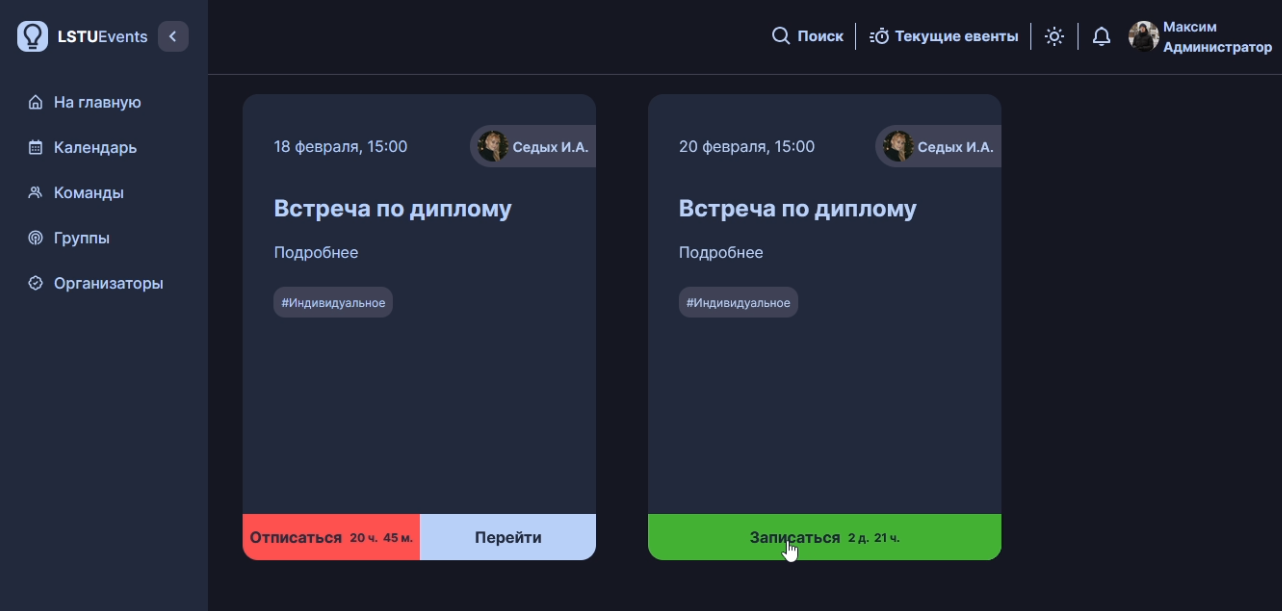 LSTUEvents
Поиск
Текущие евенты
Максим
Администратор
На главную
Календарь
Команды
Группы
Организаторы
18 февраля, 15:00
Седых И.А.
Встреча по диплому
Подробнее
#Индивидуальное
Отписаться 20 ч. 45 м.
Перейти
20 февраля, 15:00
Седых И.А.
Встреча по диплому
Подробнее
#Индивидуальное
Записаться 2 д. 21 ч.